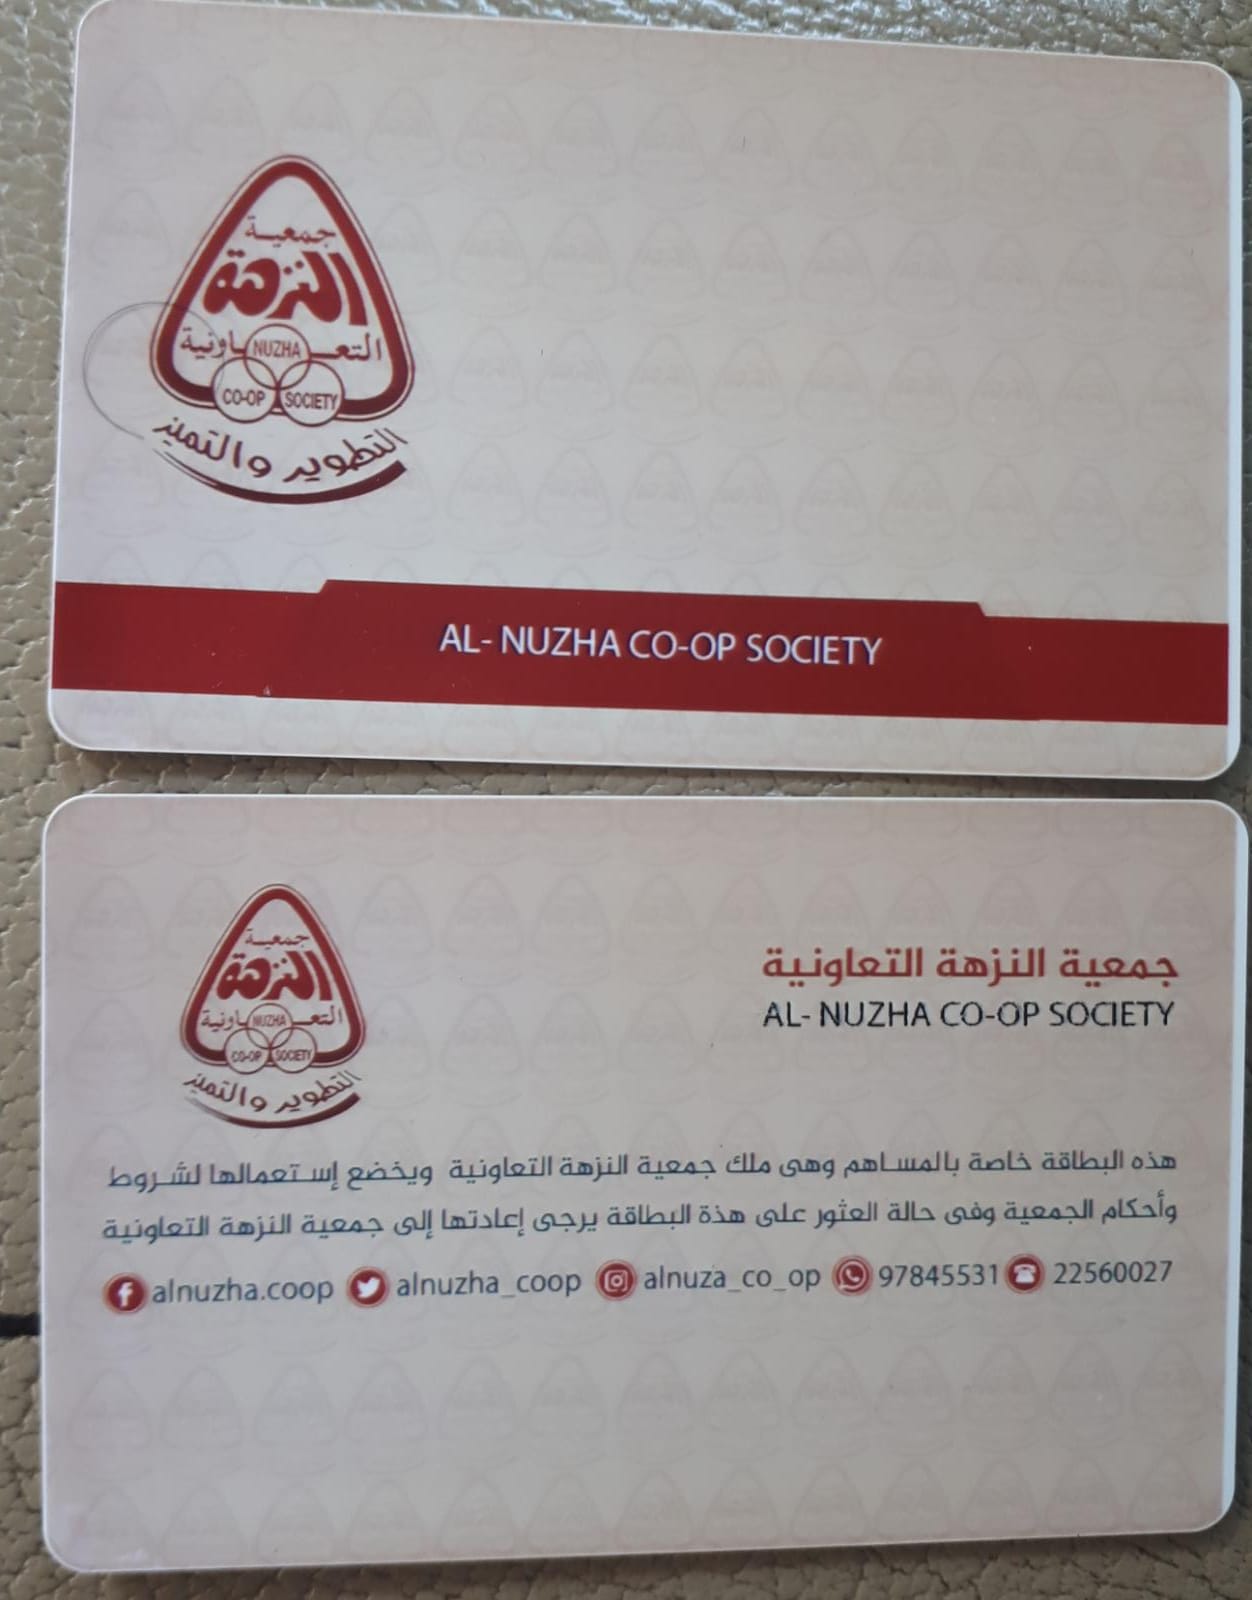 جمعية
النزهة
التعاونية
NUZHA
CO-OP SOCIETY
التطوير والتميز
AL- NUZHA CO-OP SOCIETY
جمعية
النزهة
التعاونية
NUZHA
CO-OP SOCIETY
التطوير والتميز
جمعية النزهة التعاونية
AL- NUZHA CO-OP SOCIETY
هذه البطاقة خاصة بالمساهم وهى ملك جمعية النزهة التعاونية ويخضع إستعمالها لشروط
وأحكام الجمعية وفى حالة العثور على هذة البطاقة يرجى إعادتها إلى جمعية النزهة التعاونية
alnuzha.coop alnuzha_coop alnuza_co_op 97845531 22560027